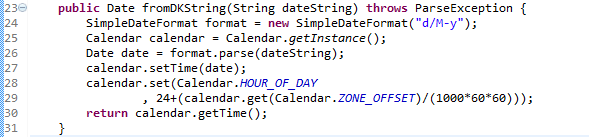 23 public Date fromDKString(String dateString) throws ParseException {
24 SimpleDateFormat format = new SimpleDateFormat("d/M-y");
25 Calendar calendar = Calendar.getInstance();
26 Date date = format.parse(dateString);
27 calendar.setTime(date);
28 calendar.set(Calendar.HOUR_OF_DAY
29 , 24+(calendar.get(Calendar.ZONE_OFFSET)/(1000*60*60)));
30 return calendar.getTime();
31 }